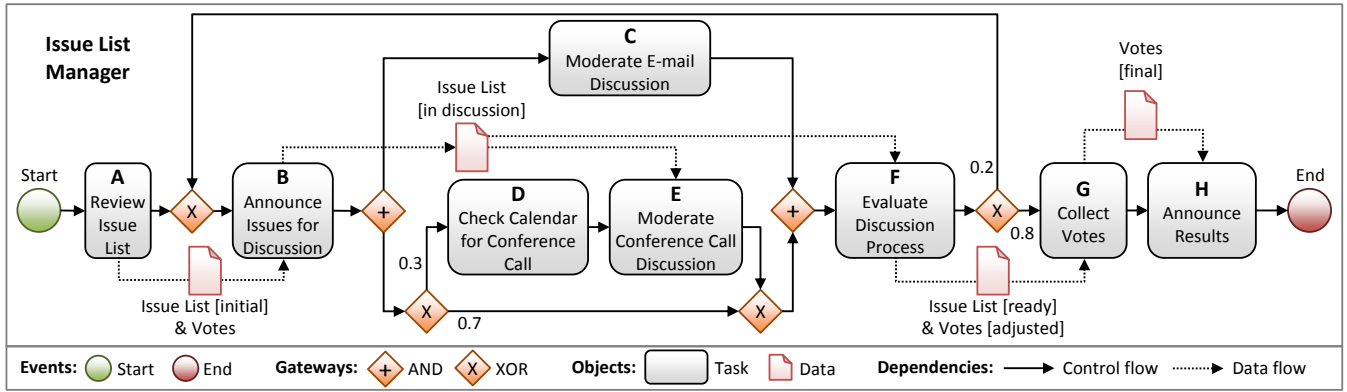 Issue List
Manager
C
Moderate E-mail
Discussion
Votes
[final]
Issue List
[in discussion]
Start
A
Review
Issue
List
X
B
Announce
Issues for
Discussion
+
D
Check Calendar
for Conference
Call
E
Moderate
Conference Call
Discussion
+
F
Evaluate
Discussion
Process
0.2
X
0.8
G
Collect
Votes
H
Announce
Results
End
0.3
X
0.7
X
Issue List [initial]
& Votes
Issue List [ready]
& Votes [adjusted]
Events: Start End Gateways: + AND X XOR Objects: Task Data Dependencies: Control flow Data flow